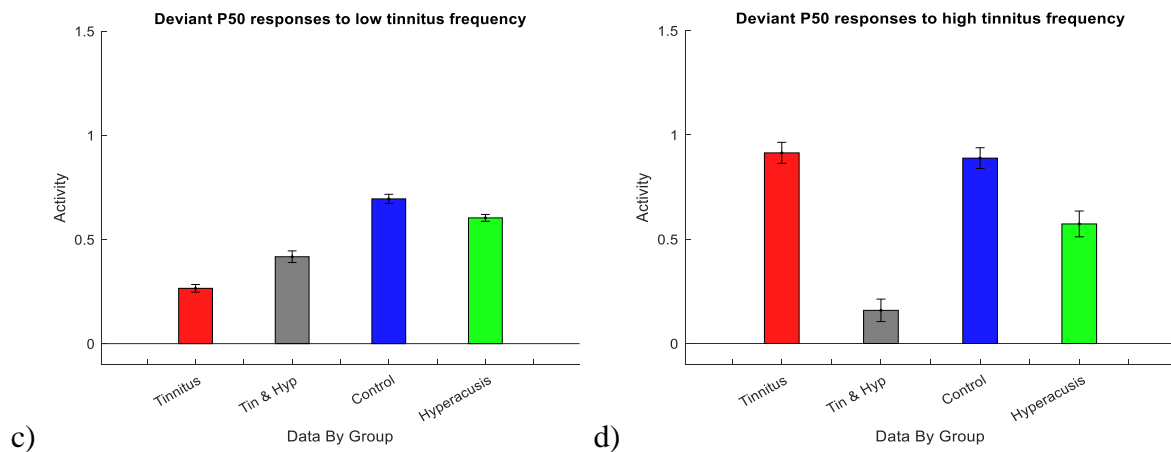 Deviant P50 responses to low tinnitus frequency
1.5
1
0.5
0
Activity
Tinnitus
Tin & Hyp
Control
Hyperacusis
Data By Group
c)
Deviant P50 responses to high tinnitus frequency
1.5
1
0.5
0
Activity
Tinnitus
Tin & Hyp
Control
Hyperacusis
Data By Group
d)